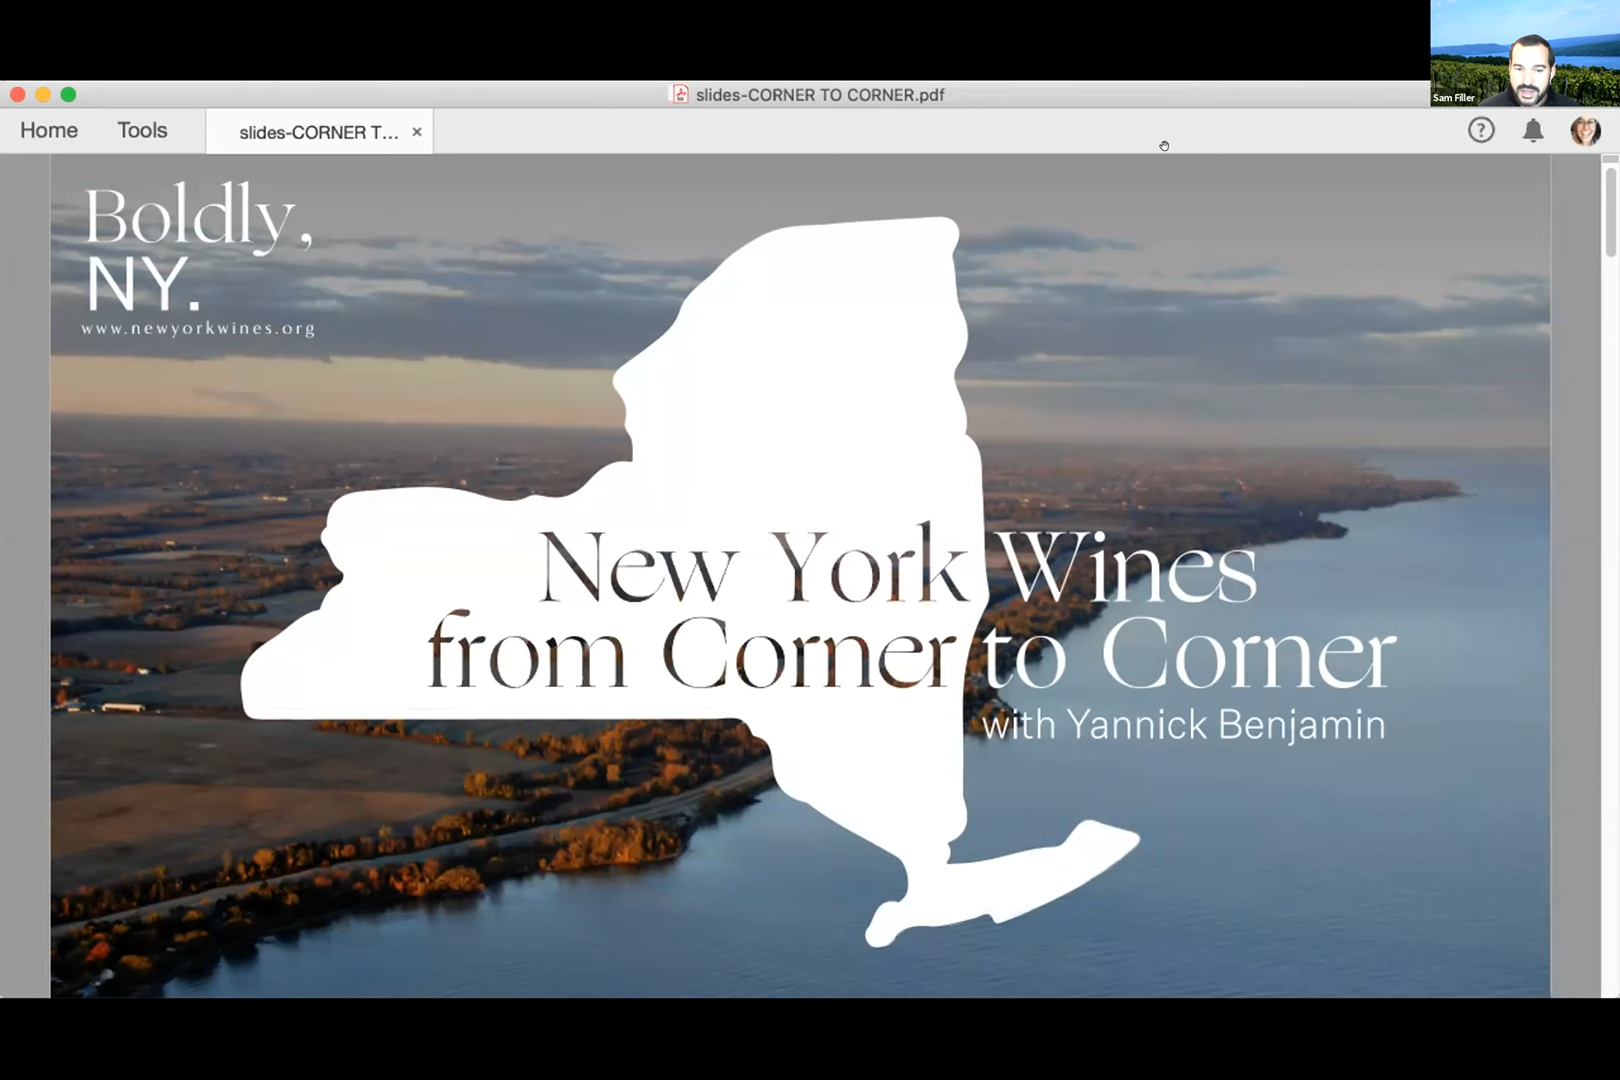 Sam Filler
slides-CORNER TO CORNER.pdf
Home
Tools
slides-CORNER T... ×
?
Boldly,
NY.
www.newyorkwines.org
New York Wines
from Corner to Corner
with Yannick Benjamin